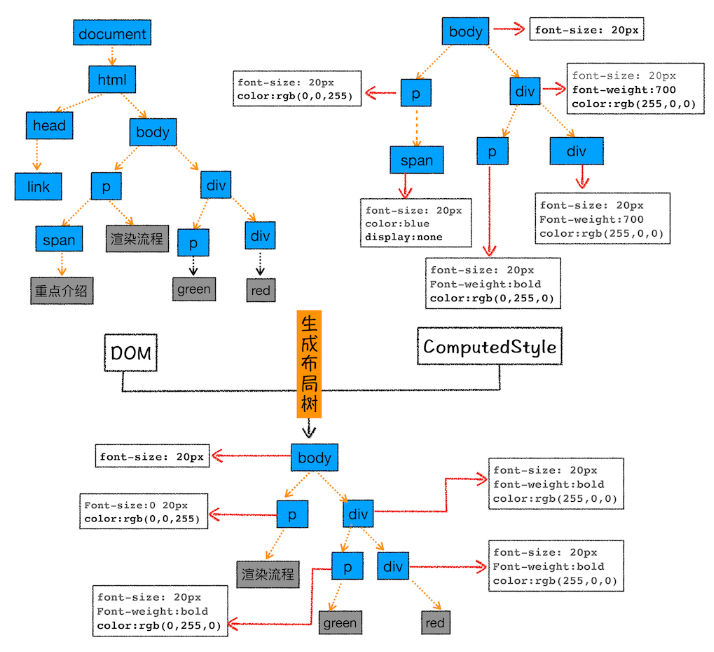 document
html
head
body
link
p
div
span
渲染流程
p
div
重点介绍
green
red
body
font-size: 20px
font-size: 20px
color:rgb(0,0,255)
p
div
font-size: 20px
font-weight:700
color:rgb(255,0,0)
span
p
div
font-size: 20px
color:blue
display:none
font-size: 20px
Font-weight:700
color:rgb(255,0,0)
font-size: 20px
Font-weight:bold
color:rgb(0,255,0)
DOM
生成布局树
ComputedStyle
body
font-size: 20px
font-size: 20px
font-weight:bold
color:rgb(255,0,0)
Font-size:0 20px
color:rgb(0,0,255)
p
div
渲染流程
p
div
font-size: 20px
Font-weight:bold
color:rgb(255,0,0)
font-size: 20px
Font-weight:bold
color:rgb(0,255,0)
green
red